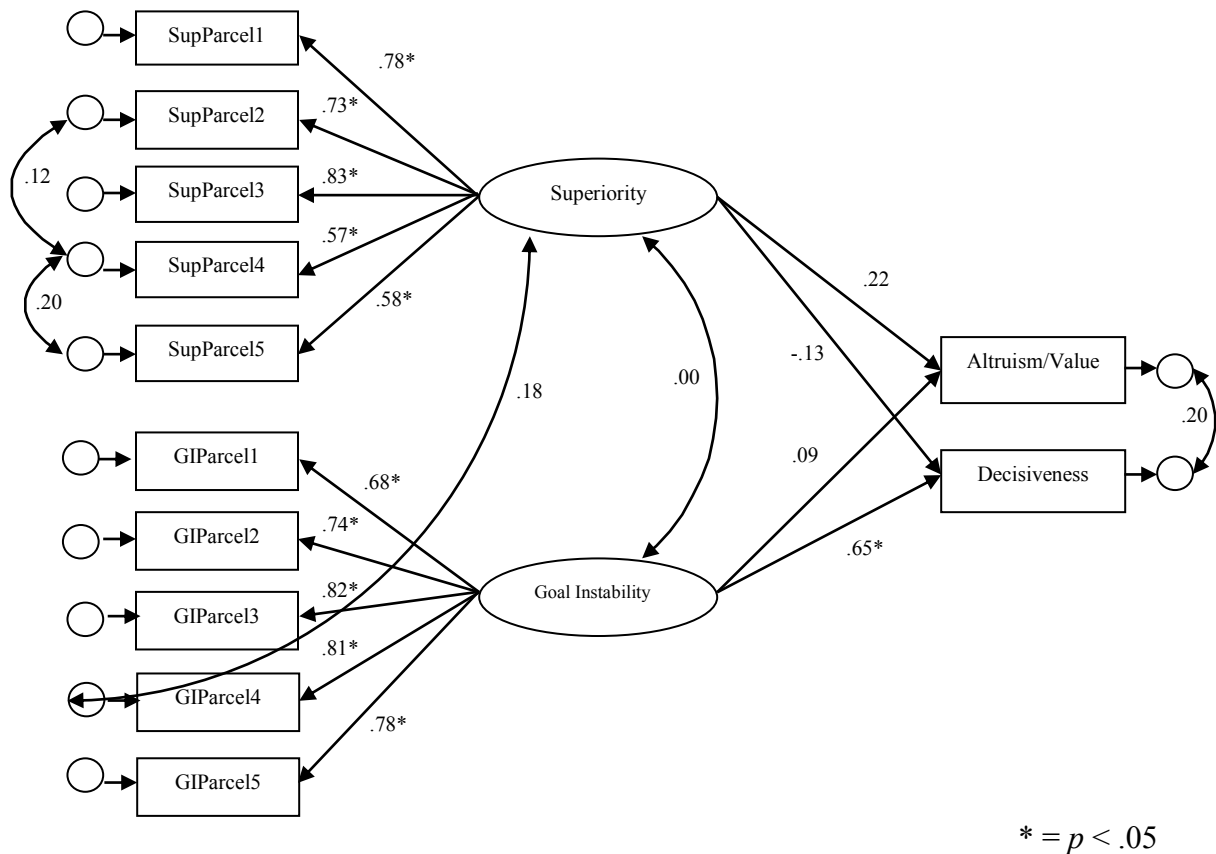 SupParcel1
.78*
SupParcel2
.73*
.12
SupParcel3
.83*
Superiority
SupParcel4
.57*
.20
.58*
SupParcel5
.22
-.13
Altruism/Value
.18
.00
.20
GIParcel1
.68*
.09
Decisiveness
GIParcel2
.74*
.65*
.82*
Goal Instability
GIParcel3
.81*
GIParcel4
.78*
GIParcel5
* = p < .05